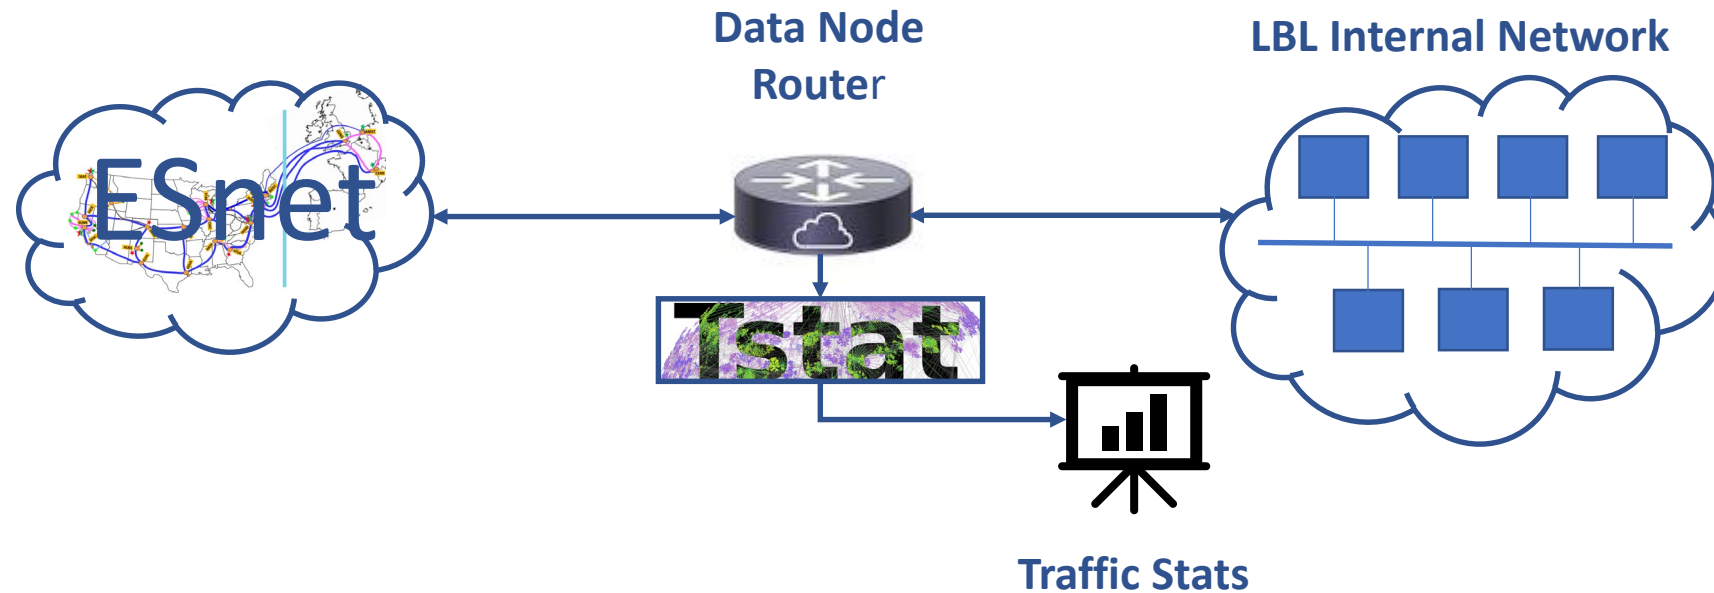 Data Node
Router
LBL Internal Network
ESnet
Tstat
Traffic Stats